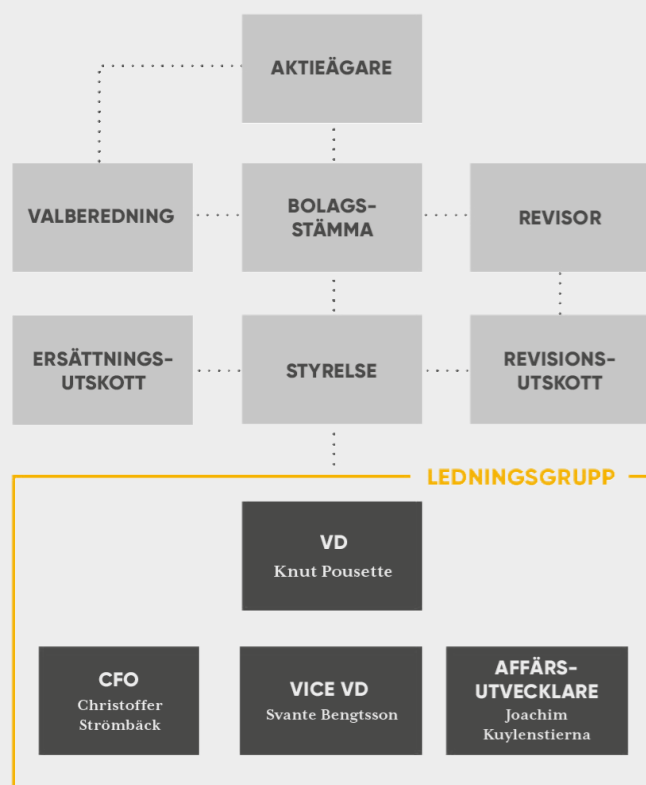 AKTIEÄGARE
VALBEREDNING
BOLAGS-
STÄMMA
REVISOR
ERSÄTTNINGS-
UTSKOTT
STYRELSE
REVISIONS-
UTSKOTT
LEDNINGSGRUPP
VD
Knut Pousette
CFO
Christoffer
Strömbäck
VICE VD
Svante Bengtsson
AFFÄRS-
UTVECKLARE
Joachim
Kuylenstierna